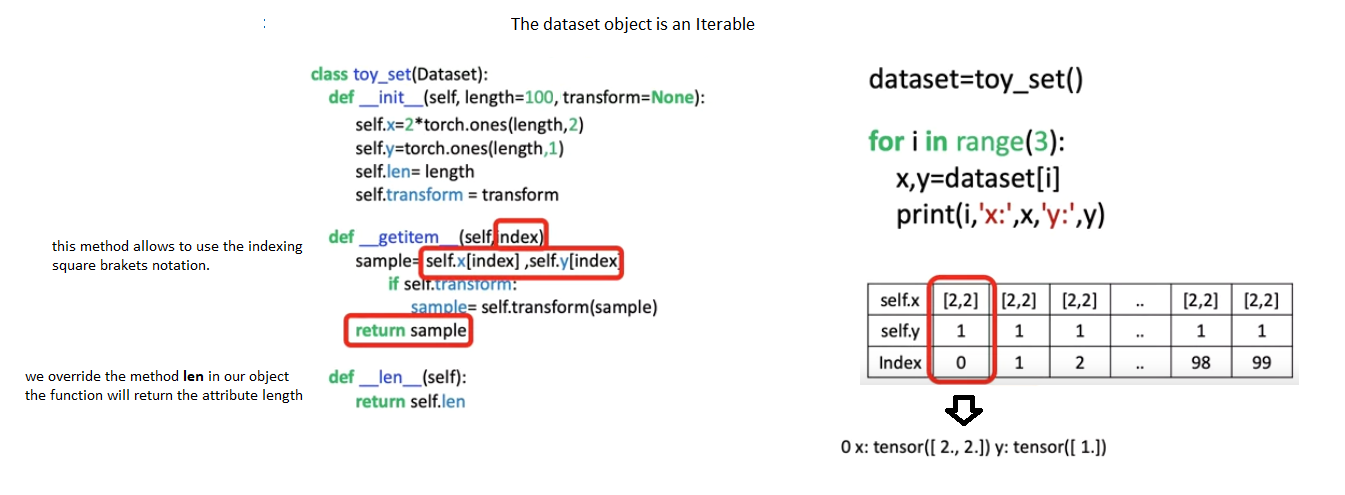 :
The dataset object is an Iterable
class toy_set(Dataset):
def __init__(self, length=100, transform=None):
self.x=2*torch.ones(length,2)
self.y=torch.ones(length,1)
self.len= length
self.transform = transform
this method allows to use the indexing
square brakets notation.
def __getitem__(self,index)
sample= self.x[index] ,self.y[index]
if self.transform:
sample= self.transform(sample)
return sample
we override the method len in our object
the function will return the attribute length
def __len__(self):
return self.len
dataset=toy_set()
for i in range(3):
x,y=dataset[i]
print(i,'x:',x,'y:',y)
self.x [2,2] [2,2] [2,2] .. [2,2] [2,2]
self.y 1 1 1 .. 1 1
Index 0 1 2 .. 98 99
0 x: tensor([ 2., 2.]) y: tensor([ 1.])